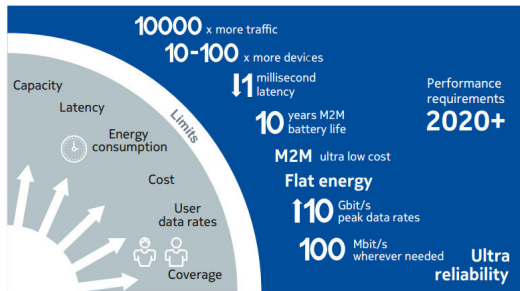 10000 x more traffic
10-100 x more devices
1 millisecond
latency
10 years M2M
battery life
M2M ultra low cost
Flat energy
10 Gbit/s
peak data rates
100 Mbit/s
wherever needed
Performance
requirements
2020+
Ultra
reliability
Limits
Capacity
Latency
Energy
consumption
Cost
User
data rates
Coverage